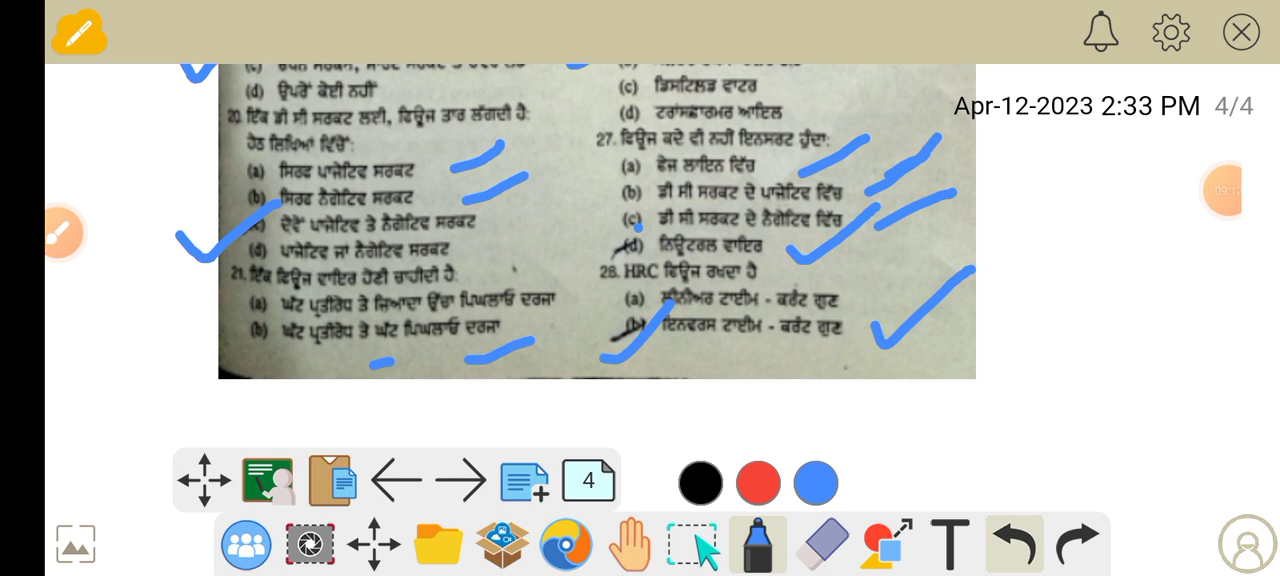 (d) ਉਪਰੋਂ ਕੋਈ ਨਹੀਂ
20. ਇੱਕ ਡੀ ਸੀ ਸਰਕਟ ਲਈ, ਫਿਊਜ ਤਾਰ ਲੱਗਦੀ ਹੈ:
ਹੇਠ ਲਿਖਿਆਂ ਵਿੱਚੋਂ:
(a) ਸਿਰਫ ਪਾਜੇਟਿਵ ਸਰਕਟ
(b) ਸਿਰਫ ਨੈਗੇਟਿਵ ਸਰਕਟ
ਦੋਵੇਂ ਪਾਜੇਟਿਵ ਤੇ ਨੈਗੇਟਿਵ ਸਰਕਟ
(d) ਪਾਜੇਟਿਵ ਜਾਂ ਨੈਗੇਟਿਵ ਸਰਕਟ
21. ਇੱਕ ਫਿਊਜ ਵਾਇਰ ਹੋਣੀ ਚਾਹੀਦੀ ਹੈ:
(a) ਘੱਟ ਪ੍ਰਤੀਰੋਧ ਤੇ ਜਿਆਦਾ ਉੱਚਾ ਪਿਘਲਾਓ ਦਰਜਾ
(b) ਘੱਟ ਪ੍ਰਤੀਰੋਧ ਤੇ ਘੱਟ ਪਿਘਲਾਓ ਦਰਜਾ
(c) ਡਿਸਟਿਲਡ ਵਾਟਰ
(d) ਟਰਾਂਸਫਾਰਮਰ ਆਇਲ
27. ਫਿਊਜ ਕਦੇ ਵੀ ਨਹੀਂ ਇਨਸਰਟ ਹੁੰਦਾ:
(a) ਫੇਜ ਲਾਇਨ ਵਿੱਚ
(b) ਡੀ ਸੀ ਸਰਕਟ ਦੇ ਪਾਜੇਟਿਵ ਵਿੱਚ
(c) ਡੀ ਸੀ ਸਰਕਟ ਦੇ ਨੈਗੇਟਿਵ ਵਿੱਚ
(d) ਨਿਊਟਰਲ ਵਾਇਰ
28. HRC ਫਿਊਜ ਰਖਦਾ ਹੈ
(a) ਲੀਨੀਅਰ ਟਾਈਮ - ਕਰੰਟ ਗੁਣ
(b) ਇਨਵਰਸ ਟਾਈਮ - ਕਰੰਟ ਗੁਣ
Apr-12-2023 2:33 PM 4/4
09:12
4
T